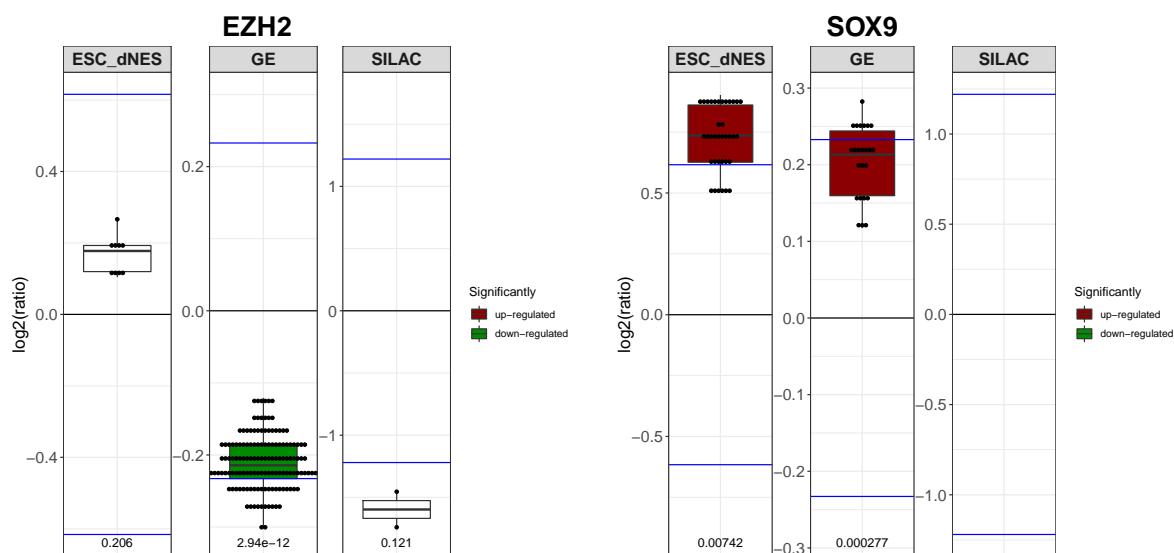 EZH2
ESC_dNES GE SILAC
log2(ratio)
0.4
0.0
−0.4
0.2
0.0
−0.2
1
0
−1
0.206 2.94e−12 0.121
Significantly
up−regulated
down−regulated
SOX9
ESC_dNES GE SILAC
log2(ratio)
0.5
0.0
−0.5
0.3
0.2
0.1
0.0
−0.1
−0.2
−0.3
1.0
0.5
0.0
−0.5
−1.0
0.00742 0.000277
Significantly
up−regulated
down−regulated